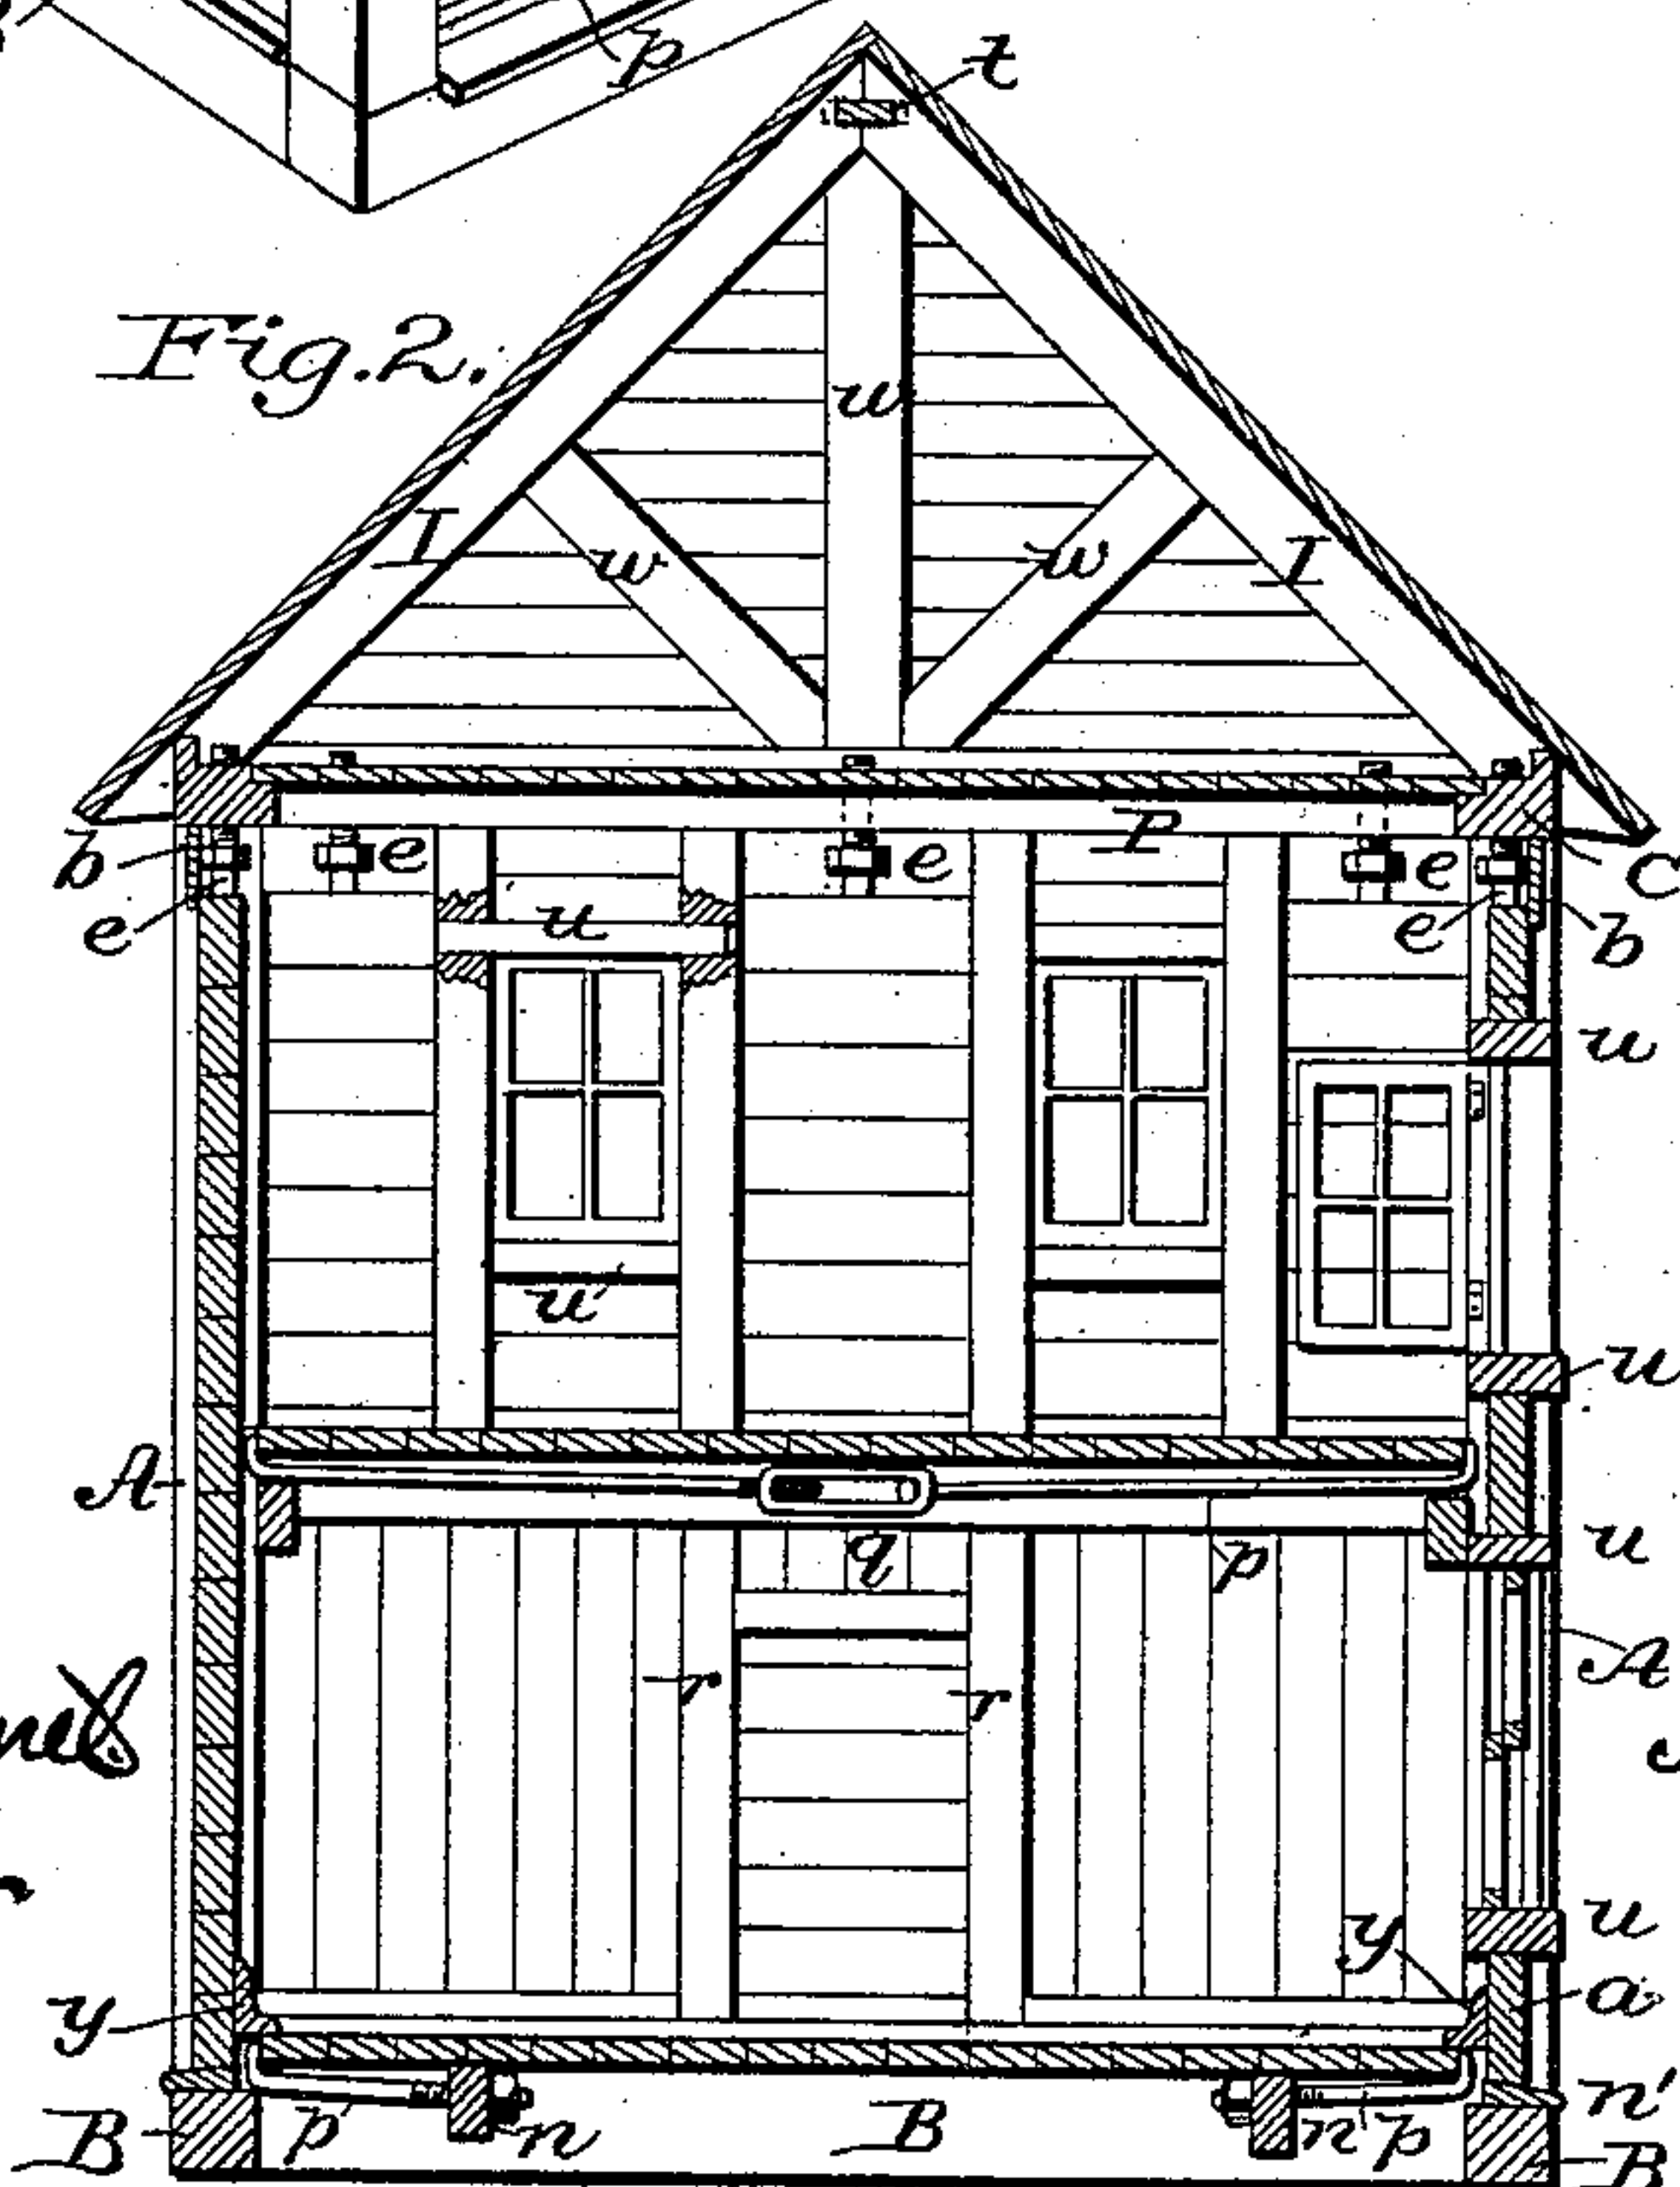 p t
Fig. 2.
w
I w w I
P
b e e e C
e u e b
u
u' u
A q p u
r r A
y u
y a
B p n B n p n'
B